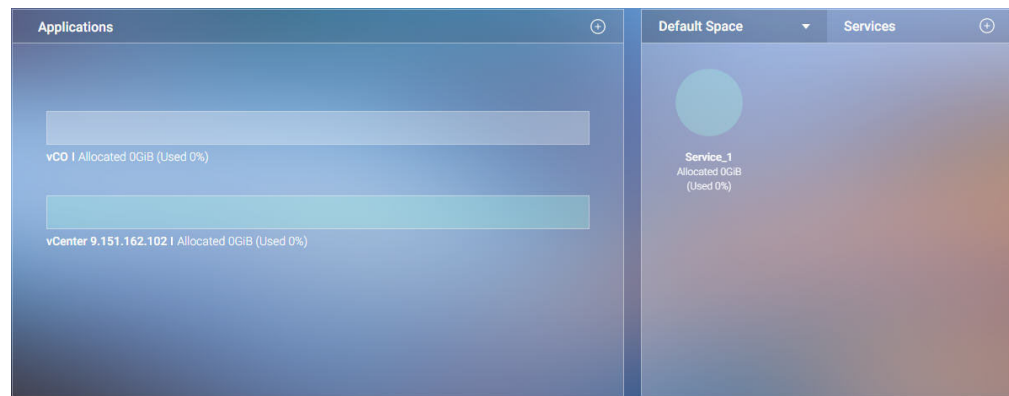 Applications
vCO | Allocated 0GiB (Used 0%)
vCenter 9.151.162.102 | Allocated 0GiB (Used 0%)
Default Space
Services
Service_1
Allocated 0GiB
(Used 0%)